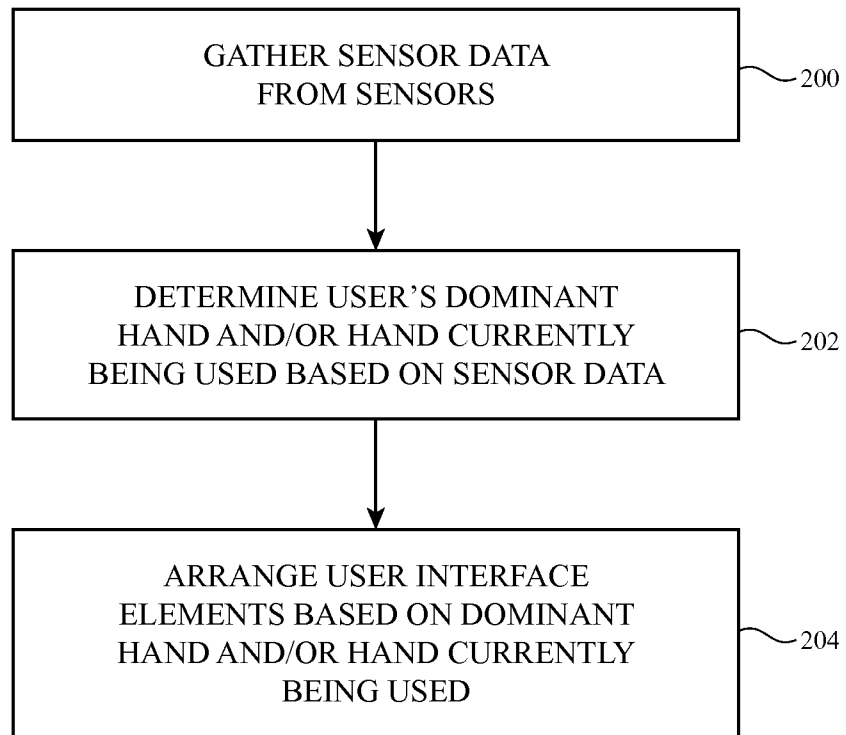 GATHER SENSOR DATA
FROM SENSORS
200
DETERMINE USER’S DOMINANT
HAND AND/OR HAND CURRENTLY
BEING USED BASED ON SENSOR DATA
202
ARRANGE USER INTERFACE
ELEMENTS BASED ON DOMINANT
HAND AND/OR HAND CURRENTLY
BEING USED
204